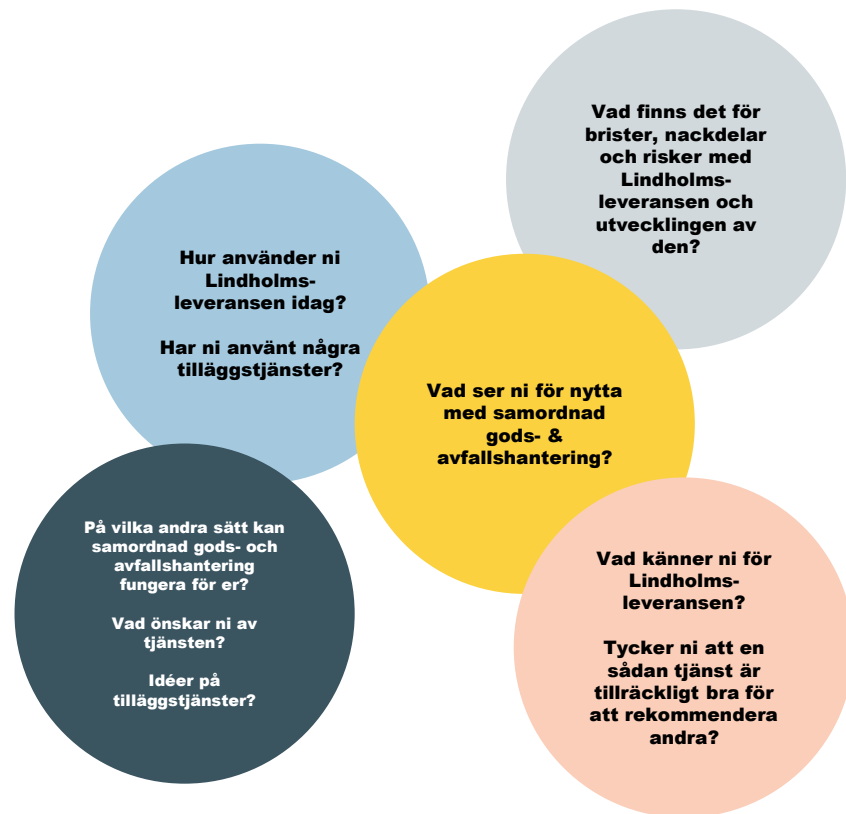 Vad finns det för
brister, nackdelar
och risker med
Lindholms-
leveransen och
utvecklingen av
den?
Hur använder ni
Lindholms-
leveransen idag?
Har ni använt några
tilläggstjänster?
Vad ser ni för nytta
med samordnad
gods- &
avfallshantering?
På vilka andra sätt kan
samordnad gods- och
avfallshantering
fungera för er?
Vad önskar ni av
tjänsten?
Idéer på
tilläggstjänster?
Vad känner ni för
Lindholms-
leveransen?
Tycker ni att en
sådan tjänst är
tillräckligt bra för
att rekommendera
andra?